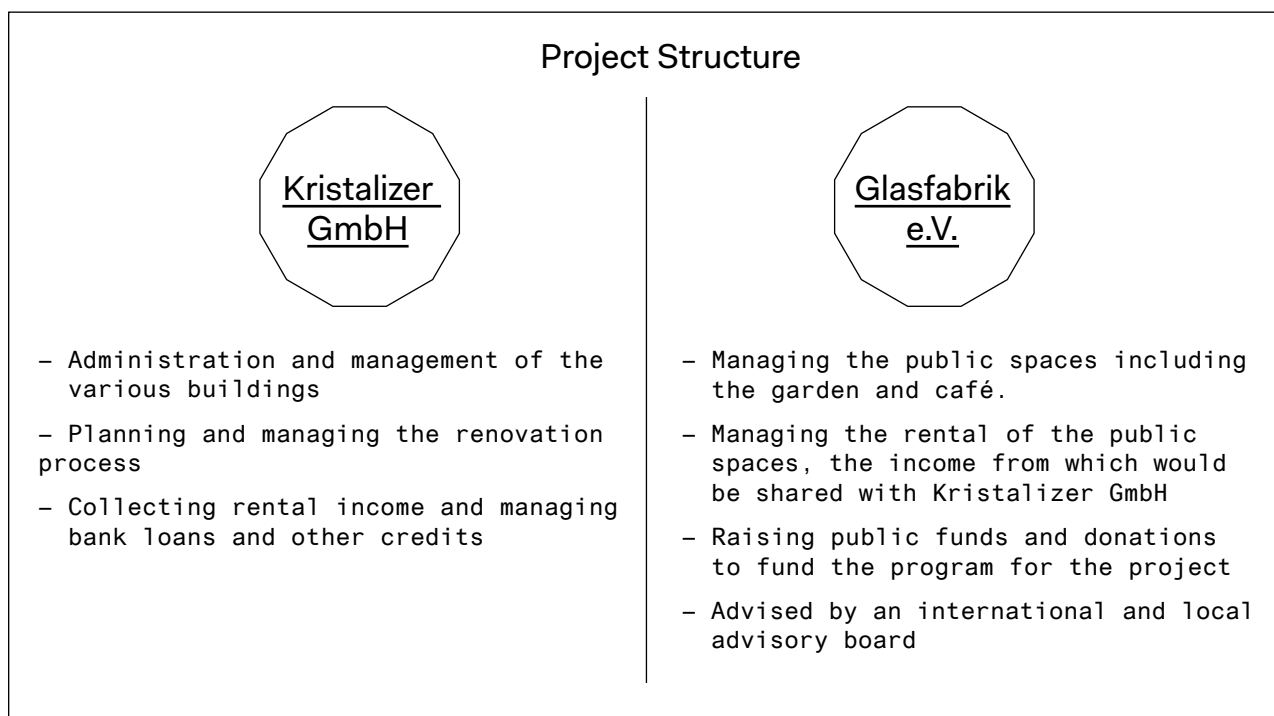 Project Structure
Kristalizer
GmbH
– Administration and management of the
various buildings
– Planning and managing the renovation
process
– Collecting rental income and managing
bank loans and other credits
Glasfabrik
e.V.
– Managing the public spaces including
the garden and café.
– Managing the rental of the public
spaces, the income from which would
be shared with Kristalizer GmbH
– Raising public funds and donations
to fund the program for the project
– Advised by an international and local
advisory board